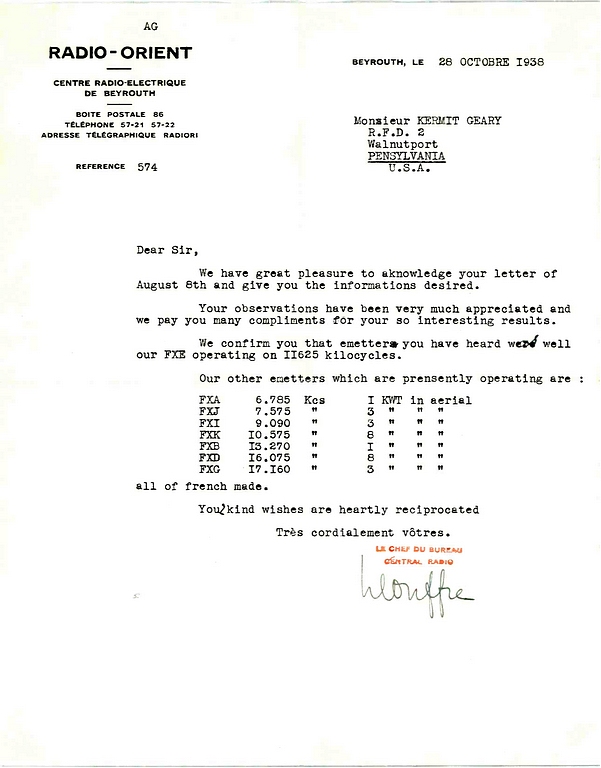 AG
RADIO-ORIENT
CENTRE RADIO-ELECTRIQUE
DE BEYROUTH
BOITE POSTALE 86
TÉLÉPHONE 57-21 57-22
ADRESSE TÉLÉGRAPHIQUE RADIORI
REFERENCE 574
BEYROUTH, LE 28 OCTOBRE I938
Monsieur KERMIT GEARY
R.F.D. 2
Walnutport
PENSYLVANIA
U.S.A.
Dear Sir,
We have great pleasure to aknowledge your letter of
August 8th and give you the informations desired.
Your observations have been very much appreciated and
we pay you many compliments for your so interesting results.
We confirm you that emetters you have heard well
our FXE operating on II625 kilocycles.
Our other emetters which are prensently operating are :
FXA 6.785 Kcs I KWT in aerial
FXJ 7.575 " 3 " " "
FXI 9.090 " 3 " " "
FXK I0.575 " 8 " " "
FXB I3.270 " I " " "
FXD I6.075 " 8 " " "
FXG I7.I60 " 3 " " "
all of french made.
Your kind wishes are heartly reciprocated
Très cordialement vôtres.
LE CHEF DU BUREAU
CENTRAL RADIO